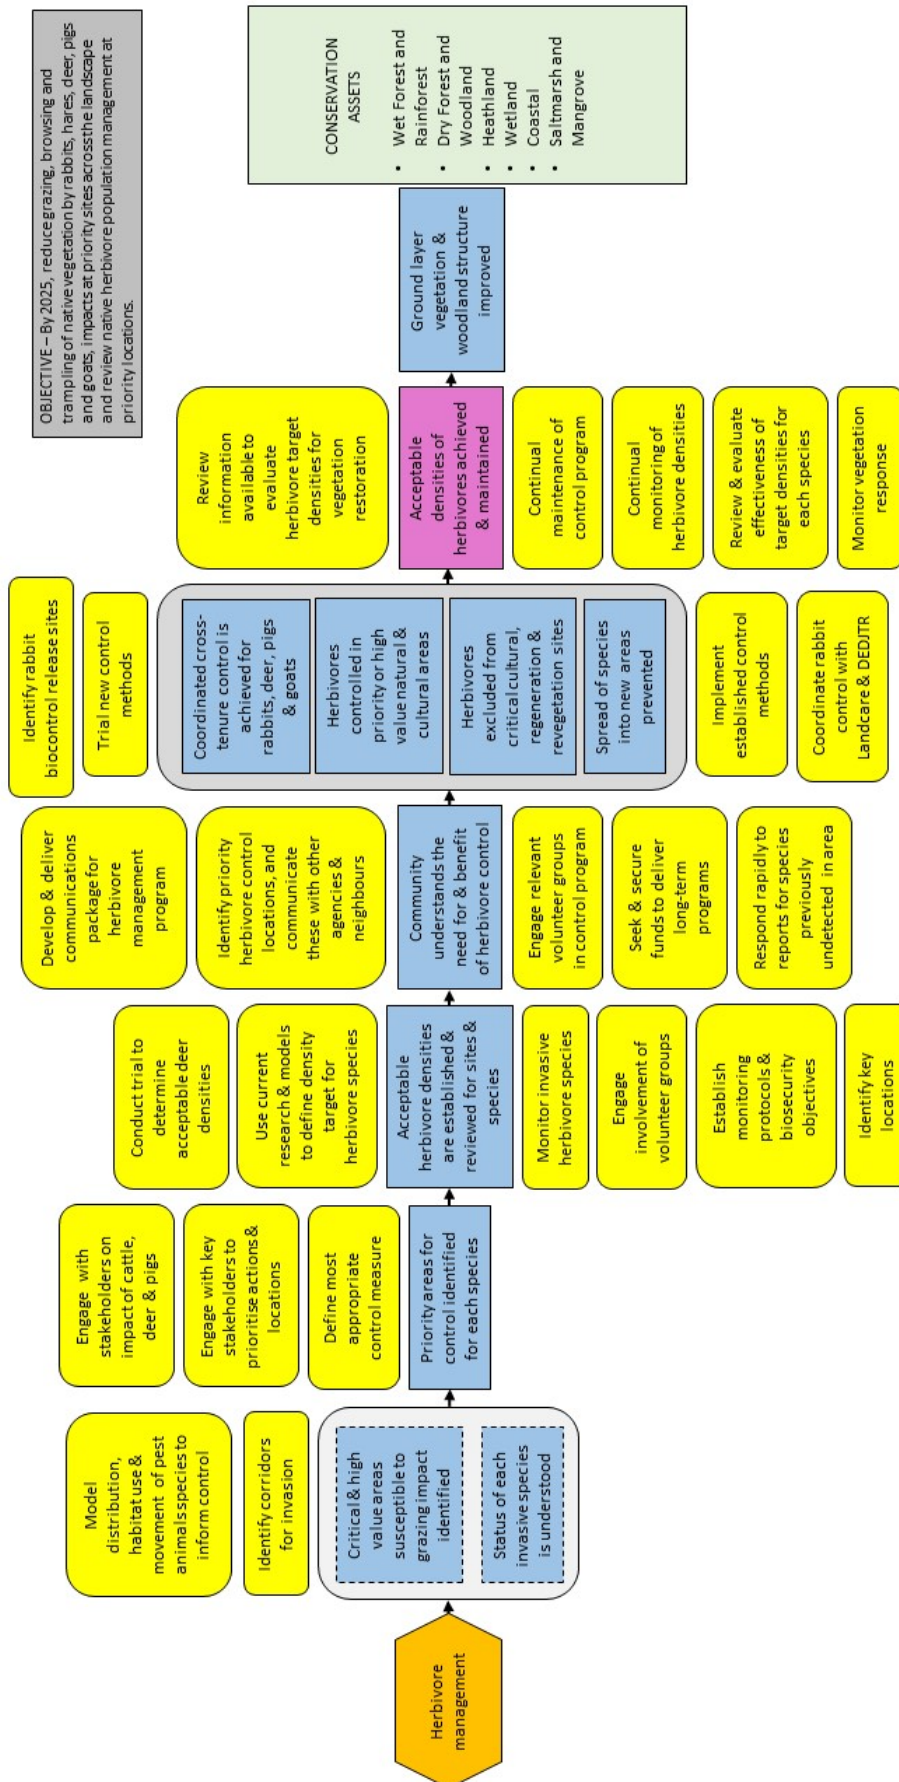 OBJECTIVE – By 2025, reduce grazing, browsing and
trampling of native vegetation by rabbits, hares, deer, pigs
and goats, impacts at priority sites across the landscape
and review native herbivore population management at
priority locations.
Herbivore
management
Model
distribution,
habitat use &
movement of pest
animal species to
inform control
Identify corridors
for invasion
Critical & high
value areas
susceptible to
grazing impact
identified
Status of each
invasive species
is understood
Engage with
stakeholders on
impact of cattle,
deer & pigs
Engage with key
stakeholders to
prioritise actions &
locations
Define most
appropriate
control measure
Priority areas for
control identified
for each species
Conduct trial to
determine
acceptable deer
densities
Use current
research & models
to define density
target for
herbivore species
Acceptable
herbivore densities
are established &
reviewed for sites &
species
Monitor invasive
herbivore species
Engage
involvement of
volunteer groups
Establish
monitoring
protocols &
biosecurity
objectives
Identify key
locations
Develop & deliver
communications
package for
herbivore
management
program
Identify priority
herbivore control
locations, and
communicate
these with other
agencies &
neighbours
Community
understands the
need for & benefit
of herbivore control
Engage relevant
volunteer groups
in control program
Seek & secure
funds to deliver
long-term
programs
Respond rapidly to
reports for species
previously
undetected in area
Identify rabbit
biocontrol release sites
Trial new control
methods
Coordinated cross-
tenure control is
achieved for
rabbits, deer, pigs
& goats
Herbivores
controlled in
priority or high
value natural &
cultural areas
Herbivores
excluded from
critical cultural,
regeneration &
revegetation sites
Spread of species
into new areas
prevented
Implement
established control
methods
Coordinate rabbit
control with
Landcare & DEDJTR
Review
information
available to
evaluate
herbivore target
densities for
vegetation
restoration
Acceptable
densities of
herbivores achieved
& maintained
Continual
maintenance of
control program
Continual
monitoring of
herbivore densities
Review & evaluate
effectiveness of
target densities for
each species
Monitor vegetation
response
Ground layer
vegetation &
woodland structure
improved
CONSERVATION
ASSETS
• Wet Forest and
Rainforest
• Dry Forest and
Woodland
• Heathland
• Wetland
• Coastal
• Saltmarsh and
Mangrove